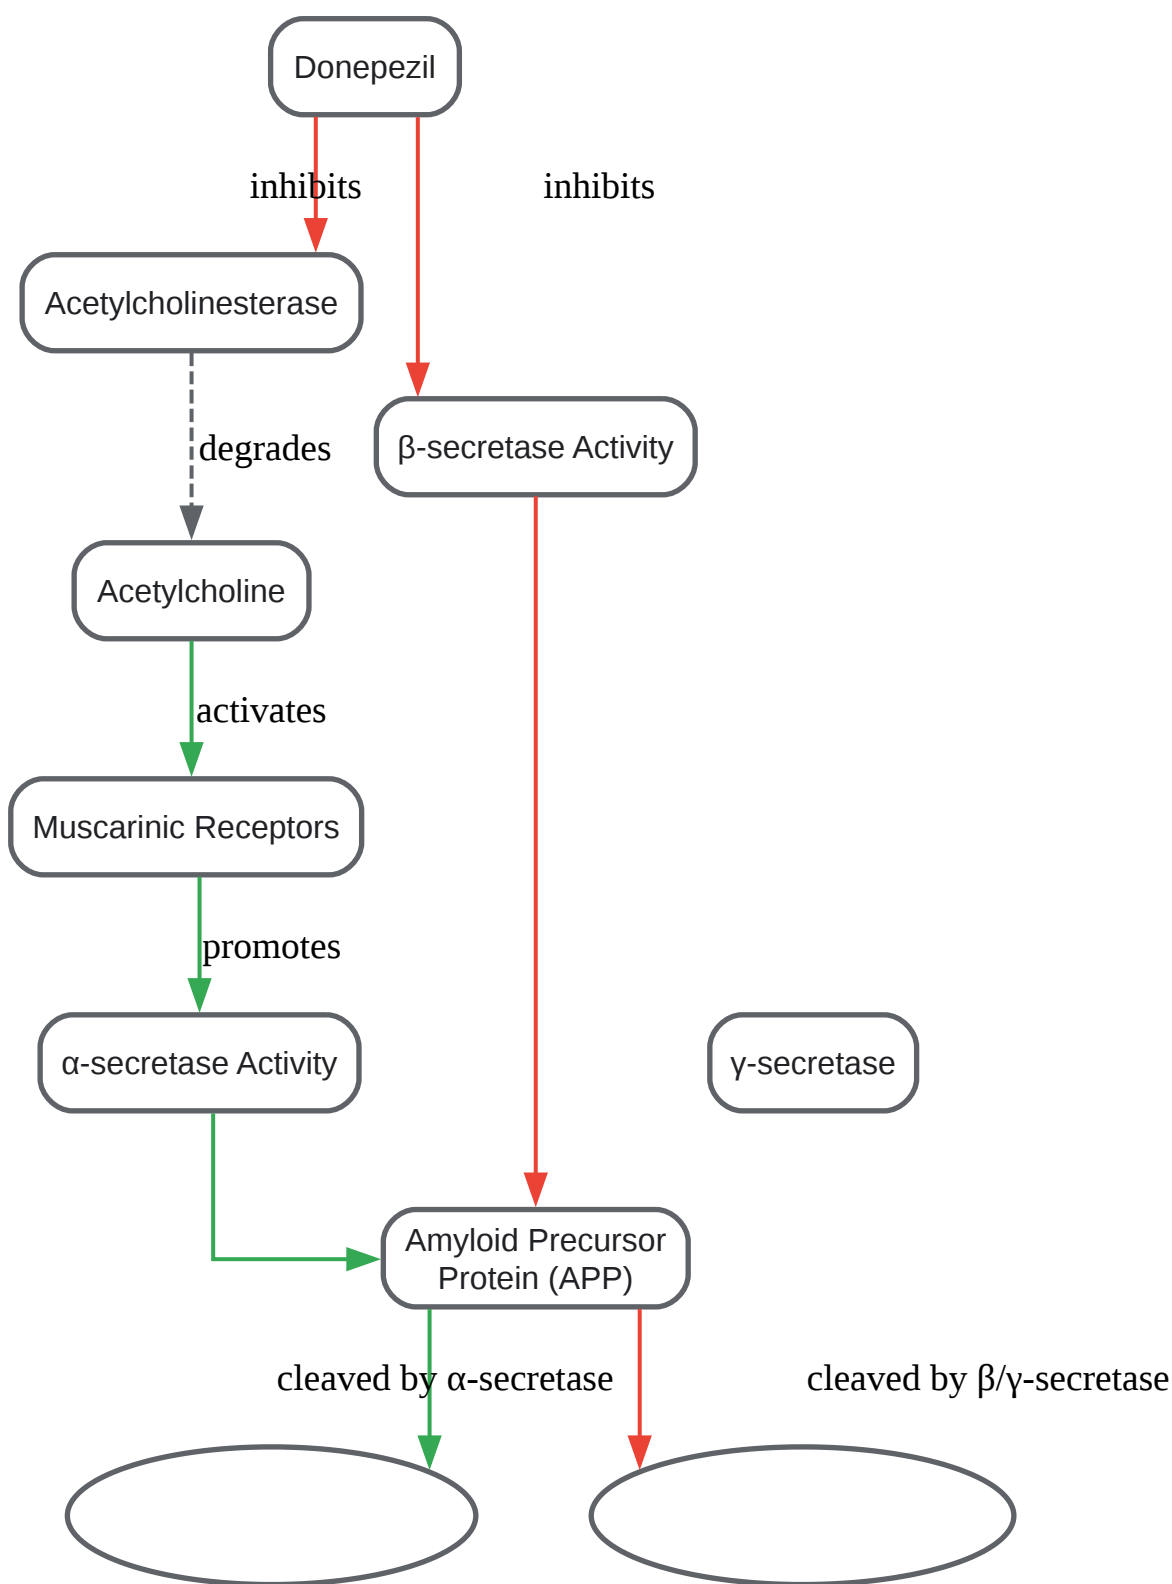 Donepezil
inhibits
inhibits
Acetylcholinesterase
degrades
β-secretase Activity
Acetylcholine
activates
Muscarinic Receptors
promotes
α-secretase Activity
γ-secretase
Amyloid Precursor
Protein (APP)
cleaved by α-secretase
cleaved by β/γ-secretase